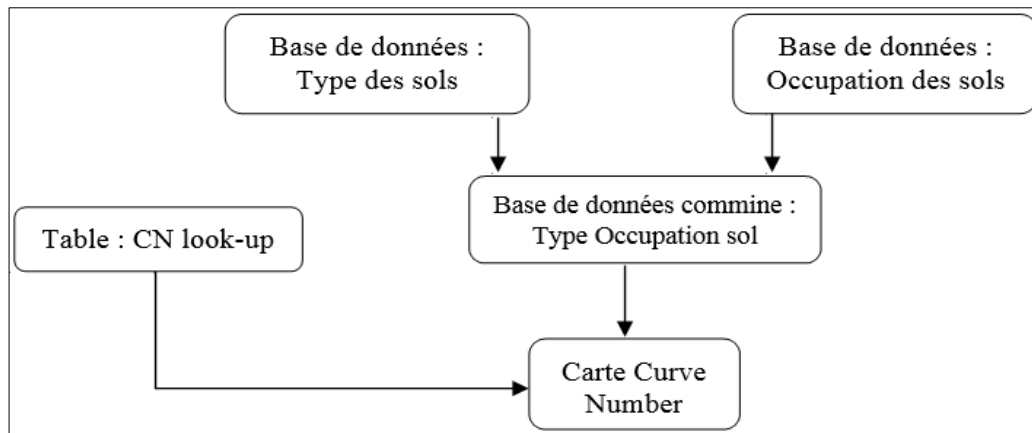 Base de données :
Type des sols
Base de données :
Occupation des sols
Base de données commine :
Type Occupation sol
Table : CN look-up
Carte Curve
Number